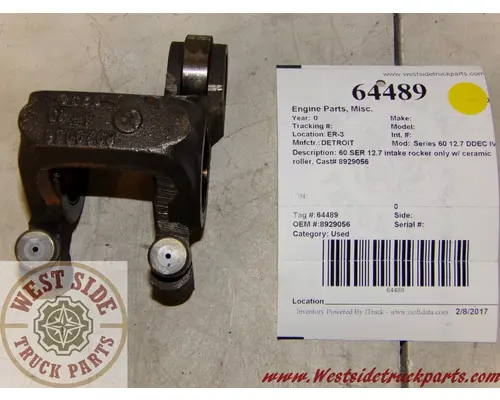 www.westsidetruckparts.com
64489
Engine Parts, Misc.
Year: 0 Make:
Tracking #: Model:
Location: ER-3 Int. #:
Mnfctr.: DETROIT Mod: Series 60 12.7 DDEC IV
Description: 60 SER 12.7 intake rocker only w/ ceramic
roller, Cast# 8929056
0
Tag #: 64489 Side:
OEM #: 8929056 Serial #:
Category: Used
64489
Location
Inventory Powered By ITrack - www.isoftdata.com 2/8/2017
WEST SIDE
TRUCK PARTS
www.Westsidetruckparts.com